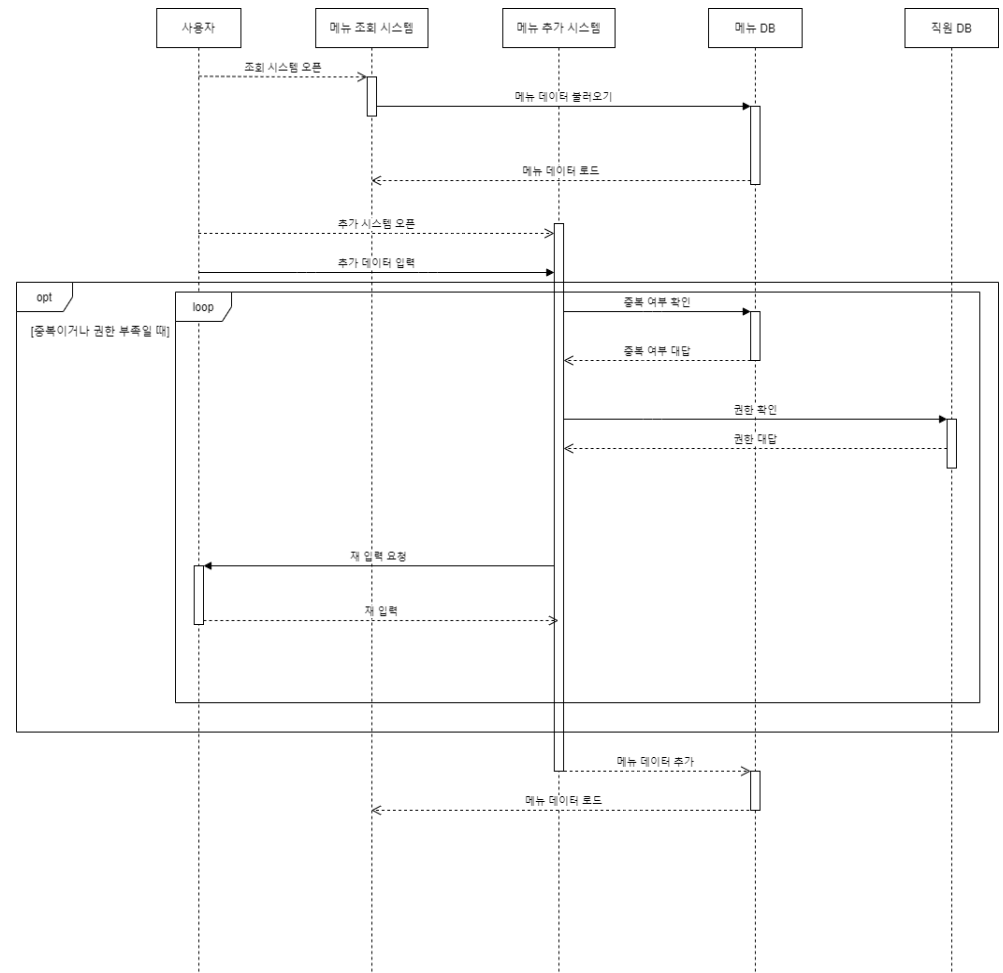 사용자
메뉴 조회 시스템
메뉴 추가 시스템
메뉴 DB
직원 DB
조회 시스템 오픈
메뉴 데이터 불러오기
메뉴 데이터 로드
추가 시스템 오픈
추가 데이터 입력
opt
loop
중복 여부 확인
[중복이거나 권한 부족일 때]
중복 여부 대답
권한 확인
권한 대답
재 입력 요청
재 입력
메뉴 데이터 추가
메뉴 데이터 로드